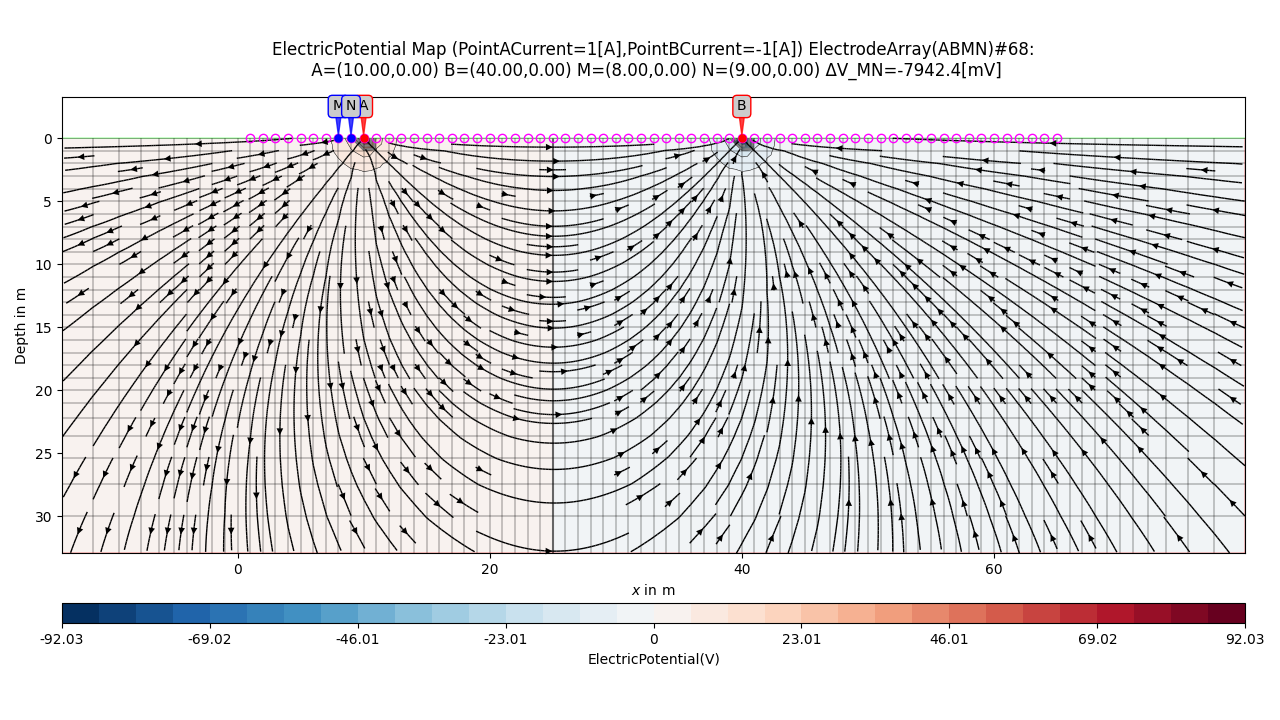 ElectricPotential Map (PointACurrent=1[A],PointBCurrent=-1[A]) ElectrodeArray(ABMN)#68:
A=(10.00,0.00) B=(40.00,0.00) M=(8.00,0.00) N=(9.00,0.00) ΔV_MN=-7942.4[mV]
M N A B
0
5
10
15
20
25
30
Depth in m
0 20 40 60
x in m
-92.03 -69.02 -46.01 -23.01 0 23.01 46.01 69.02 92.03
ElectricPotential(V)